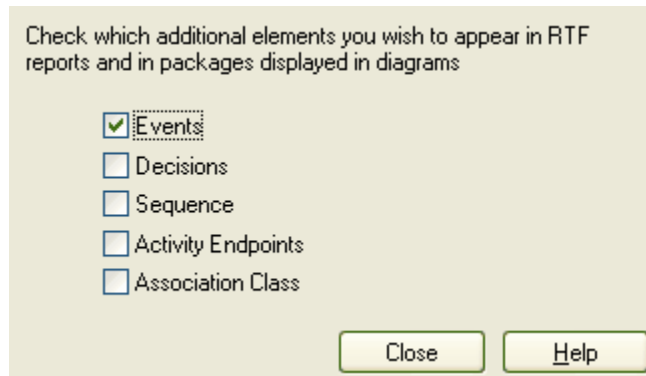 Check which additional elements you wish to appear in RTF
reports and in packages displayed in diagrams
Events
Decisions
Sequence
Activity Endpoints
Association Class
Close Help